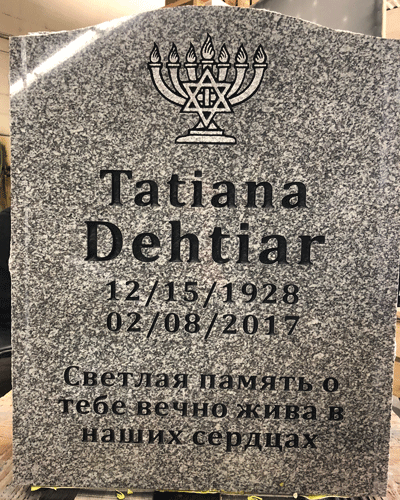 Tatiana
Dehtiar
12/15/1928
02/08/2017
Светлая память о
тебе вечно жива в
наших сердцах